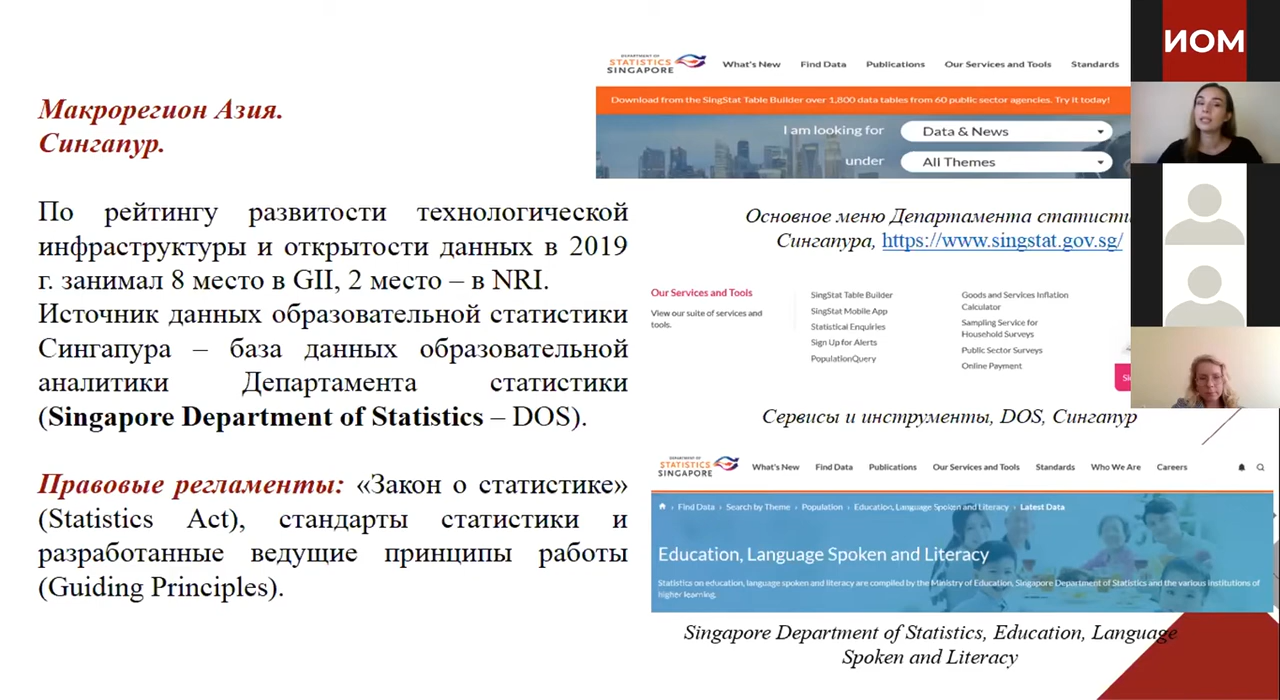 Макрорегион Азия.
Сингапур.
По рейтингу развитости технологической
инфраструктуры и открытости данных в 2019
г. занимал 8 место в GII, 2 место – в NRI.
Источник данных образовательной статистики
Сингапура – база данных образовательной
аналитики Департамента статистики
(Singapore Department of Statistics – DOS).
Правовые регламенты: «Закон о статистике»
(Statistics Act), стандарты статистики и
разработанные ведущие принципы работы
(Guiding Principles).
DEPARTMENT OF
STATISTICS
SINGAPORE
What's New Find Data Publications Our Services and Tools Standards
Download from the SingStat Table Builder over 1,800 data tables from 60 public sector agencies. Try it today!
I am looking for Data & News
under All Themes
Основное меню Департамента
Сингапура, https://www.singstat.gov.sg/
Our Services and Tools
View our suite of services and
tools.
SingStat Table Builder
SingStat Mobile App
Statistical Enquiries
Sign Up for Alerts
PopulationQuery
Goods and Services Inflation
Calculator
Sampling Service for
Household Surveys
Public Sector Surveys
Online Payment
Сервисы и инструменты, DOS, Сингапур
DEPARTMENT OF
STATISTICS
SINGAPORE
What's New Find Data Publications Our Services and Tools Standards Who We Are Careers
Find Data Search by Theme Population Education, Language Spoken and Literacy Latest Data
Education, Language Spoken and Literacy
Statistics on education, language spoken and literacy are compiled by the Ministry of Education, Singapore Department of Statistics and the various institutions of
higher learning.
Singapore Department of Statistics, Education, Language
Spoken and Literacy
ИОМ